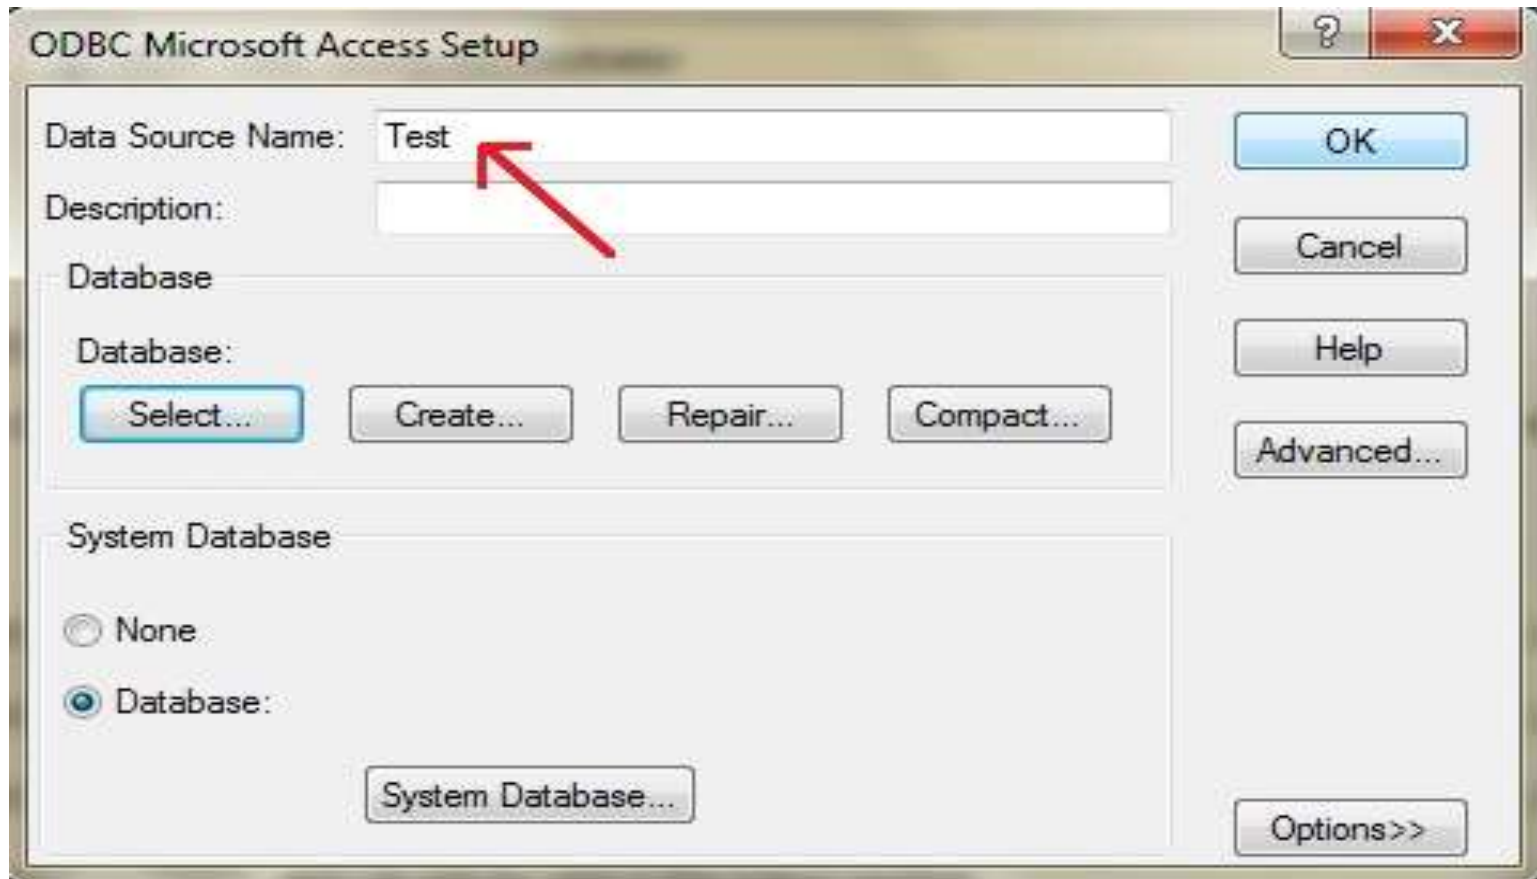 ODBC Microsoft Access Setup
?
X
Data Source Name: Test
OK
Description:
Cancel
Database
Database:
Help
Select... Create... Repair... Compact...
Advanced...
System Database
None
Database:
System Database...
Options>>